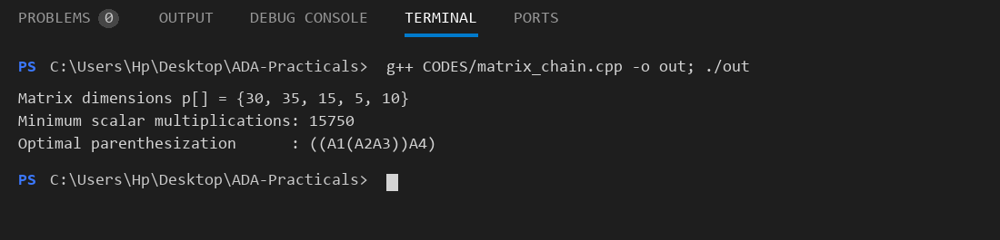 PROBLEMS 0 OUTPUT DEBUG CONSOLE TERMINAL PORTS
PS C:\Users\Hp\Desktop\ADA-Practicals> g++ CODES/matrix_chain.cpp -o out; ./out
Matrix dimensions p[] = {30, 35, 15, 5, 10}
Minimum scalar multiplications: 15750
Optimal parenthesization      : ((A1(A2A3))A4)
PS C:\Users\Hp\Desktop\ADA-Practicals>